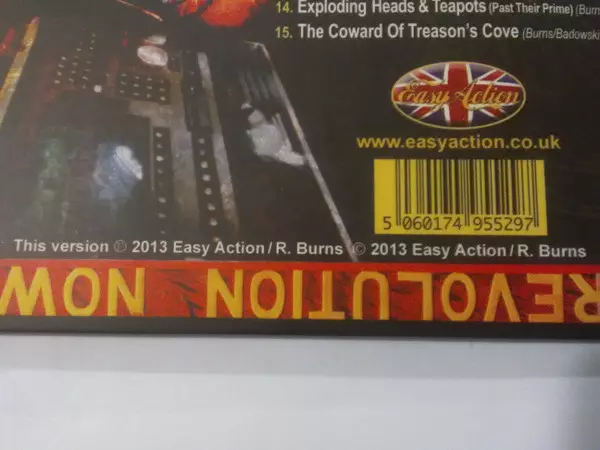 14. Exploding Heads & Teapots (Past Their Prime) (Burns
15. The Coward Of Treason's Cove (Burns/Badowski
Easy Action
www.easyaction.co.uk
5 060174 955297
This version © 2013 Easy Action / R. Burns © 2013 Easy Action / R. Burns
REVOLUTION NOW